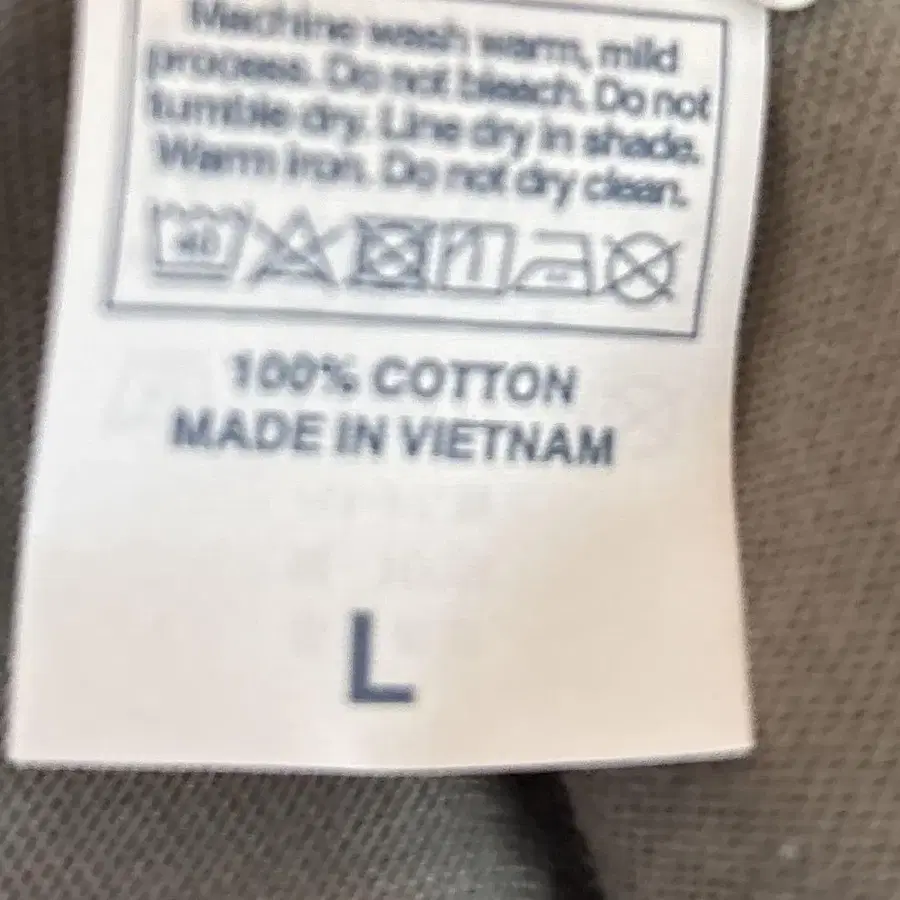 Machine wash warm, mild
process. Do not bleach. Do not
tumble dry. Line dry in shade.
Warm iron. Do not dry clean.
40
100% COTTON
MADE IN VIETNAM
L